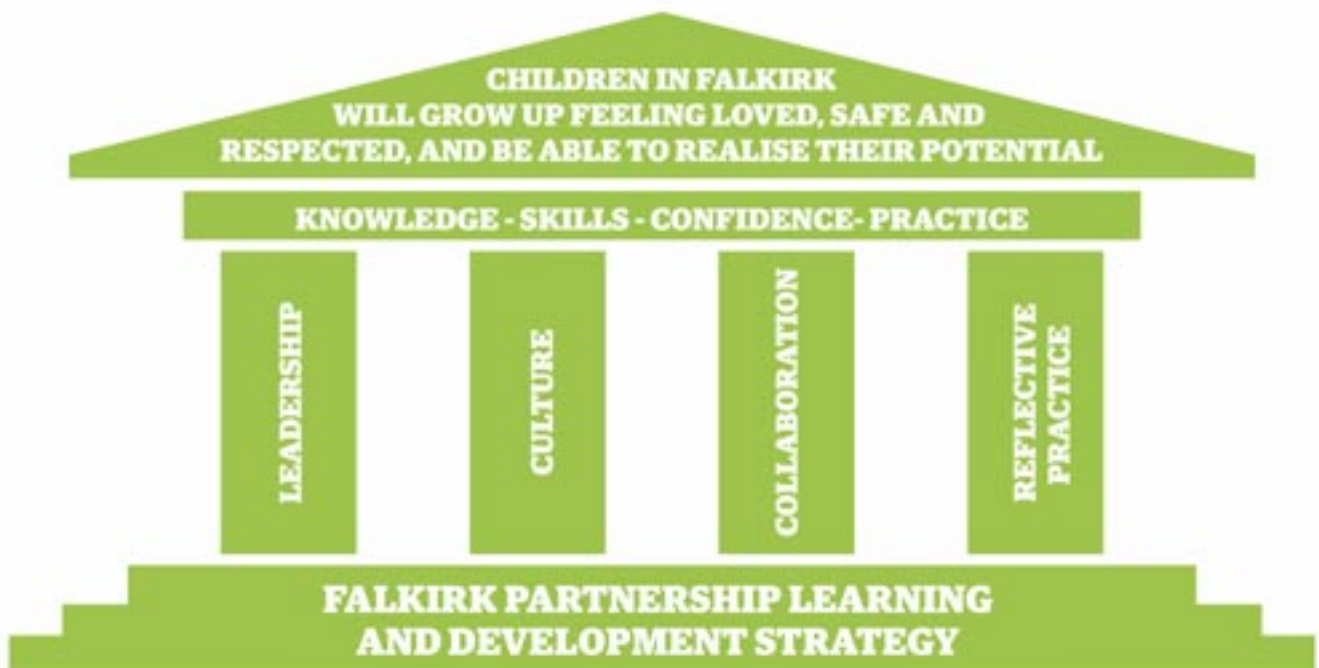 CHILDREN IN FALKIRK
WILL GROW UP FEELING LOVED, SAFE AND
RESPECTED, AND BE ABLE TO REALISE THEIR POTENTIAL
KNOWLEDGE - SKILLS - CONFIDENCE- PRACTICE
LEADERSHIP
CULTURE
COLLABORATION
REFLECTIVE
PRACTICE
FALKIRK PARTNERSHIP LEARNING
AND DEVELOPMENT STRATEGY